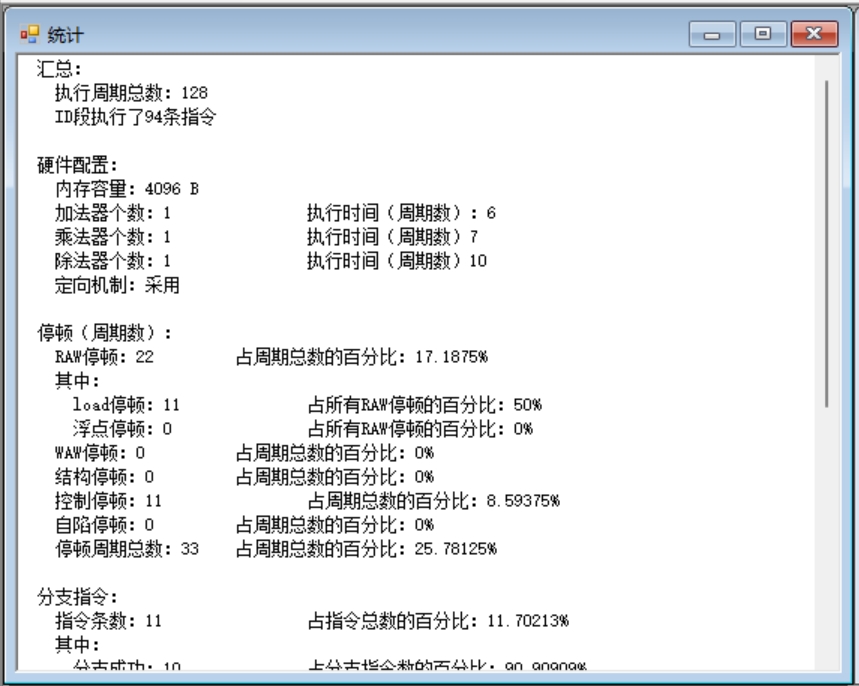 统计
汇总：
执行周期总数：128
ID段执行了94条指令
硬件配置：
内存容量：4096 B
加法器个数：1 执行时间（周期数）：6
乘法器个数：1 执行时间（周期数）7
除法器个数：1 执行时间（周期数）10
定向机制：采用
停顿（周期数）：
RAW停顿：22 占周期总数的百分比：17.1875%
其中：
load停顿：11 占所有RAW停顿的百分比：50%
浮点停顿：0 占所有RAW停顿的百分比：0%
WAW停顿：0 占周期总数的百分比：0%
结构停顿：0 占周期总数的百分比：0%
控制停顿：11 占周期总数的百分比：8.59375%
自陷停顿：0 占周期总数的百分比：0%
停顿周期总数：33 占周期总数的百分比：25.78125%
分支指令：
指令条数：11 占指令总数的百分比：11.70213%
其中：
分支成功：10 占分支指令数的百分比：90.90909%